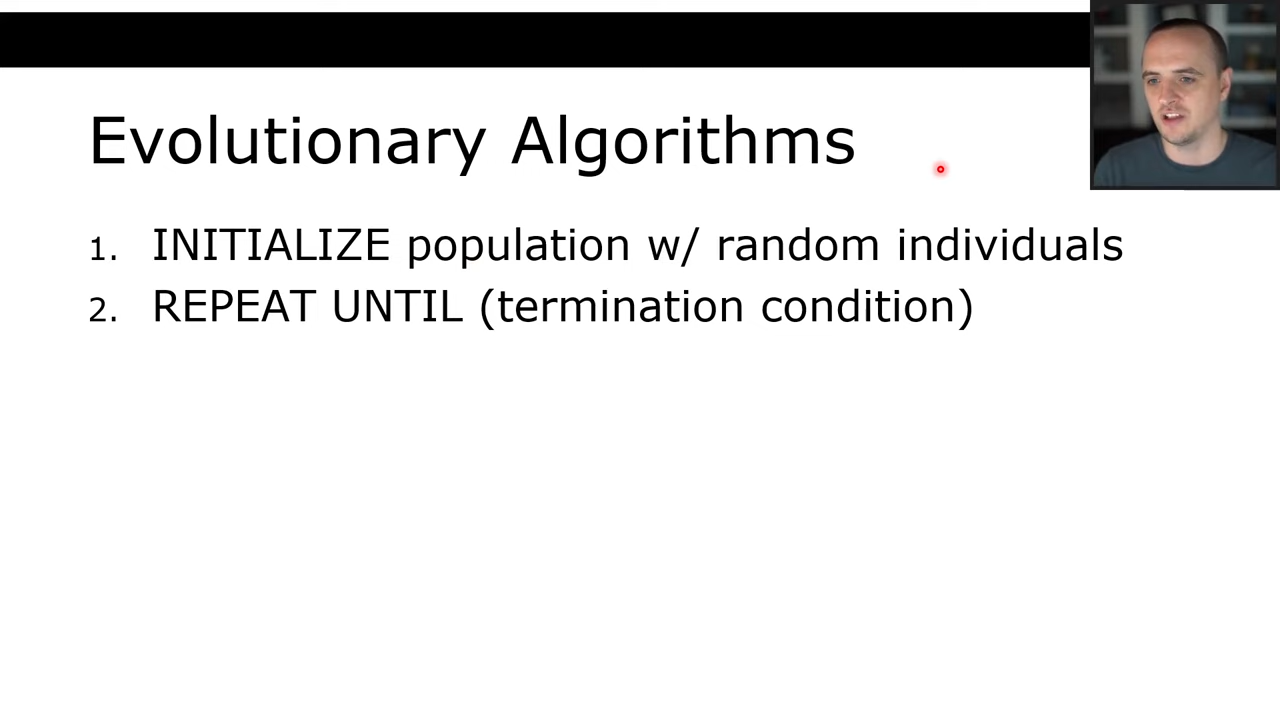 Evolutionary Algorithms
1. INITIALIZE population w/ random individuals
2. REPEAT UNTIL (termination condition)